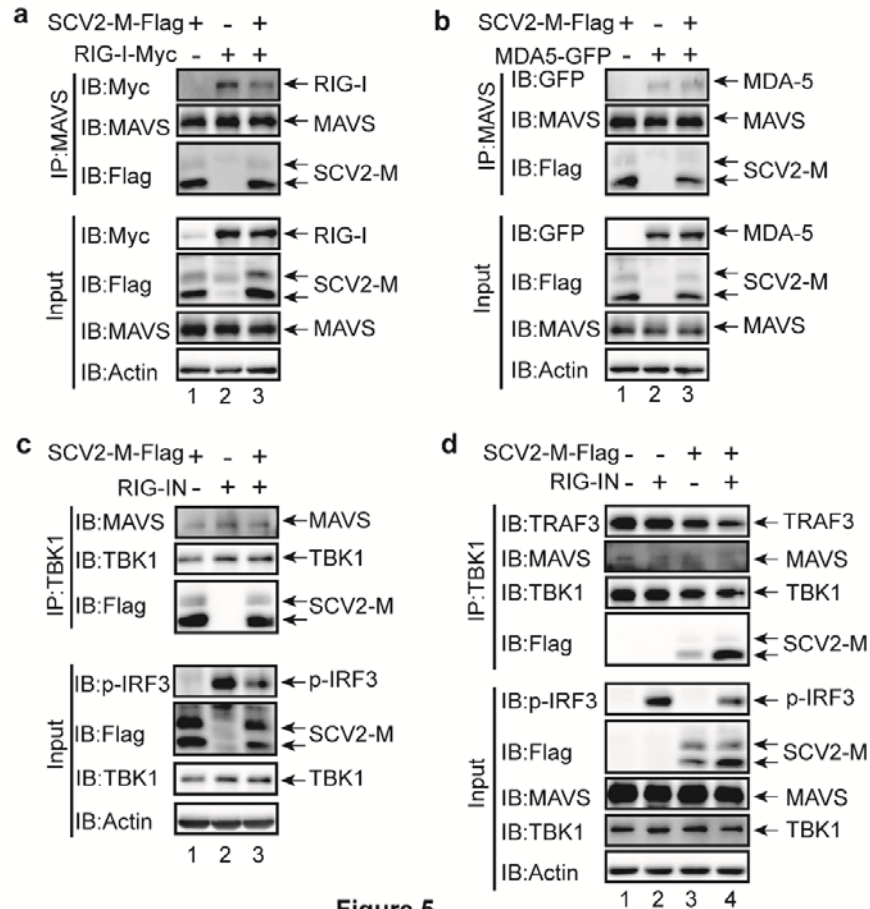 a
SCV2-M-Flag + - +
RIG-I-Myc - + +
IP:MAVS
IB:Myc ← RIG-I
IB:MAVS ← MAVS
IB:Flag SCV2-M
Input
IB:Myc ← RIG-I
IB:Flag SCV2-M
IB:MAVS ← MAVS
IB:Actin
1 2 3
b
SCV2-M-Flag + - +
MDA5-GFP - + +
IP:MAVS
IB:GFP ← MDA-5
IB:MAVS ← MAVS
IB:Flag SCV2-M
Input
IB:GFP ← MDA-5
IB:Flag SCV2-M
IB:MAVS ← MAVS
IB:Actin
1 2 3
c
SCV2-M-Flag + - +
RIG-IN - + +
IP:TBK1
IB:MAVS ← MAVS
IB:TBK1 ← TBK1
IB:Flag SCV2-M
Input
IB:p-IRF3 ← p-IRF3
IB:Flag SCV2-M
IB:TBK1 ← TBK1
IB:Actin
1 2 3
d
SCV2-M-Flag - - + +
RIG-IN - + - +
IP:TBK1
IB:TRAF3 ← TRAF3
IB:MAVS ← MAVS
IB:TBK1 ← TBK1
IB:Flag SCV2-M
Input
IB:p-IRF3 ← p-IRF3
IB:Flag SCV2-M
IB:MAVS ← MAVS
IB:TBK1 ← TBK1
IB:Actin
1 2 3 4
Figure 5